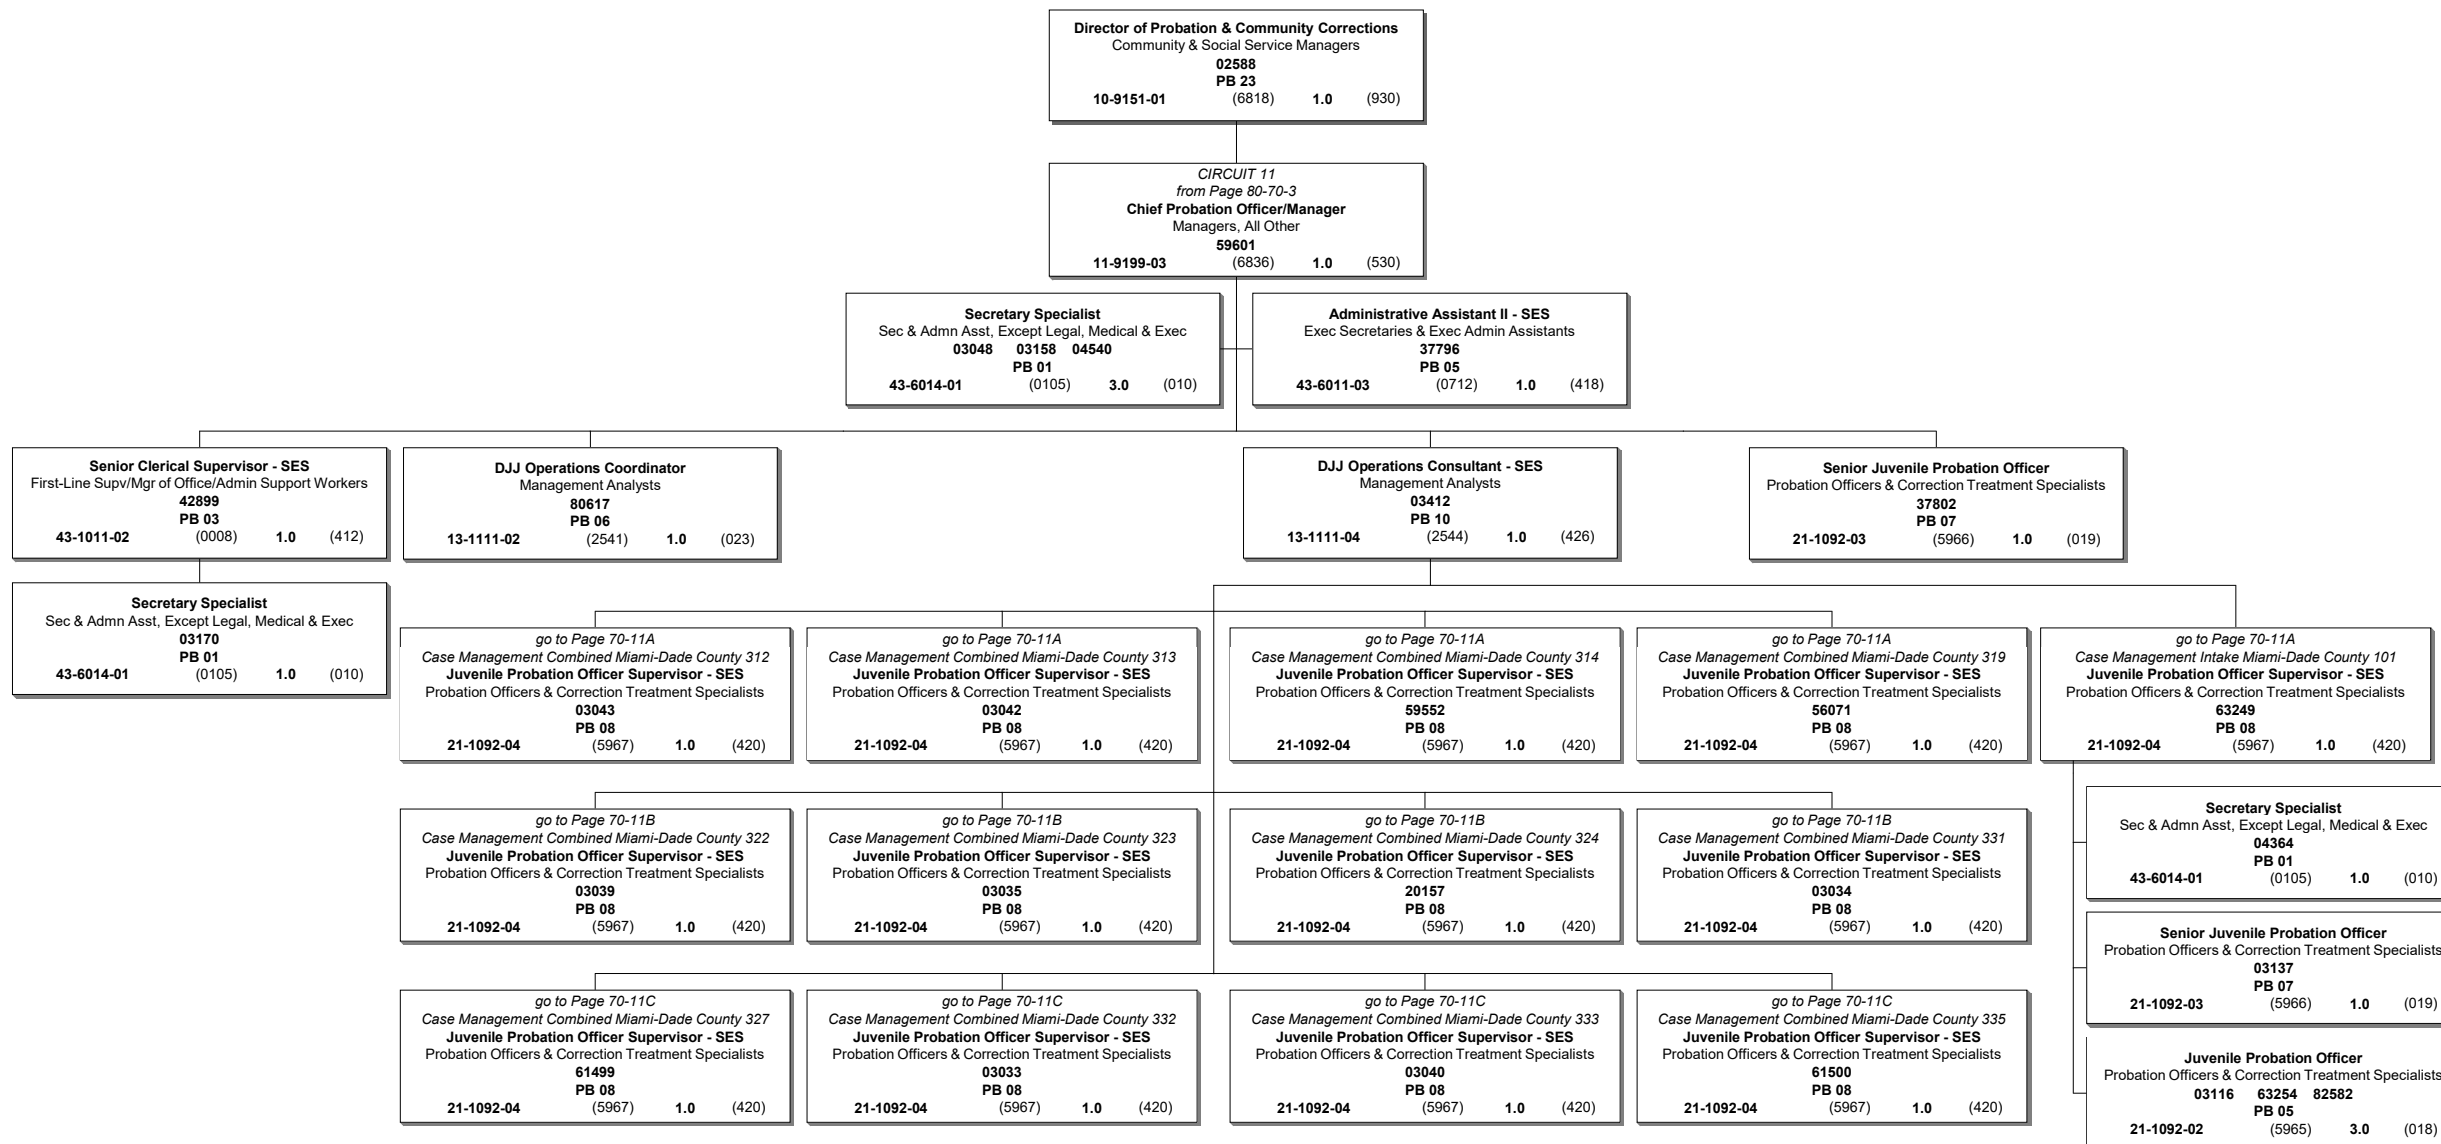 Director of Probation & Community Corrections
Community & Social Service Managers
02588
PB 23
10-9151-01 (6818) 1.0 (930)
CIRCUIT 11
from Page 80-70-3
Chief Probation Officer/Manager
Managers, All Other
59601
11-9199-03 (6836) 1.0 (530)
Secretary Specialist
Sec & Admn Asst, Except Legal, Medical & Exec
03048 03158 04540
PB 01
43-6014-01 (0105) 3.0 (010)
Administrative Assistant II - SES
Exec Secretaries & Exec Admin Assistants
37796
PB 05
43-6011-03 (0712) 1.0 (418)
Senior Clerical Supervisor - SES
First-Line Supv/Mgr of Office/Admin Support Workers
42899
PB 03
43-1011-02 (0008) 1.0 (412)
DJJ Operations Coordinator
Management Analysts
80617
PB 06
13-1111-02 (2541) 1.0 (023)
DJJ Operations Consultant - SES
Management Analysts
03412
PB 10
13-1111-04 (2544) 1.0 (426)
Senior Juvenile Probation Officer
Probation Officers & Correction Treatment Specialists
37802
PB 07
21-1092-03 (5966) 1.0 (019)
Secretary Specialist
Sec & Admn Asst, Except Legal, Medical & Exec
03170
PB 01
43-6014-01 (0105) 1.0 (010)
go to Page 70-11A
Case Management Combined Miami-Dade County 312
Juvenile Probation Officer Supervisor - SES
Probation Officers & Correction Treatment Specialists
03043
PB 08
21-1092-04 (5967) 1.0 (420)
go to Page 70-11A
Case Management Combined Miami-Dade County 313
Juvenile Probation Officer Supervisor - SES
Probation Officers & Correction Treatment Specialists
03042
PB 08
21-1092-04 (5967) 1.0 (420)
go to Page 70-11A
Case Management Combined Miami-Dade County 314
Juvenile Probation Officer Supervisor - SES
Probation Officers & Correction Treatment Specialists
59552
PB 08
21-1092-04 (5967) 1.0 (420)
go to Page 70-11A
Case Management Combined Miami-Dade County 319
Juvenile Probation Officer Supervisor - SES
Probation Officers & Correction Treatment Specialists
56071
PB 08
21-1092-04 (5967) 1.0 (420)
go to Page 70-11A
Case Management Intake Miami-Dade County 101
Juvenile Probation Officer Supervisor - SES
Probation Officers & Correction Treatment Specialists
63249
PB 08
21-1092-04 (5967) 1.0 (420)
go to Page 70-11B
Case Management Combined Miami-Dade County 322
Juvenile Probation Officer Supervisor - SES
Probation Officers & Correction Treatment Specialists
03039
PB 08
21-1092-04 (5967) 1.0 (420)
go to Page 70-11B
Case Management Combined Miami-Dade County 323
Juvenile Probation Officer Supervisor - SES
Probation Officers & Correction Treatment Specialists
03035
PB 08
21-1092-04 (5967) 1.0 (420)
go to Page 70-11B
Case Management Combined Miami-Dade County 324
Juvenile Probation Officer Supervisor - SES
Probation Officers & Correction Treatment Specialists
20157
PB 08
21-1092-04 (5967) 1.0 (420)
go to Page 70-11B
Case Management Combined Miami-Dade County 331
Juvenile Probation Officer Supervisor - SES
Probation Officers & Correction Treatment Specialists
03034
PB 08
21-1092-04 (5967) 1.0 (420)
Secretary Specialist
Sec & Admn Asst, Except Legal, Medical & Exec
04364
PB 01
43-6014-01 (0105) 1.0 (010)
Senior Juvenile Probation Officer
Probation Officers & Correction Treatment Specialists
03137
PB 07
21-1092-03 (5966) 1.0 (019)
go to Page 70-11C
Case Management Combined Miami-Dade County 327
Juvenile Probation Officer Supervisor - SES
Probation Officers & Correction Treatment Specialists
61499
PB 08
21-1092-04 (5967) 1.0 (420)
go to Page 70-11C
Case Management Combined Miami-Dade County 332
Juvenile Probation Officer Supervisor - SES
Probation Officers & Correction Treatment Specialists
03033
PB 08
21-1092-04 (5967) 1.0 (420)
go to Page 70-11C
Case Management Combined Miami-Dade County 333
Juvenile Probation Officer Supervisor - SES
Probation Officers & Correction Treatment Specialists
03040
PB 08
21-1092-04 (5967) 1.0 (420)
go to Page 70-11C
Case Management Combined Miami-Dade County 335
Juvenile Probation Officer Supervisor - SES
Probation Officers & Correction Treatment Specialists
61500
PB 08
21-1092-04 (5967) 1.0 (420)
Juvenile Probation Officer
Probation Officers & Correction Treatment Specialists
03116 63254 82582
PB 05
21-1092-02 (5965) 3.0 (018)